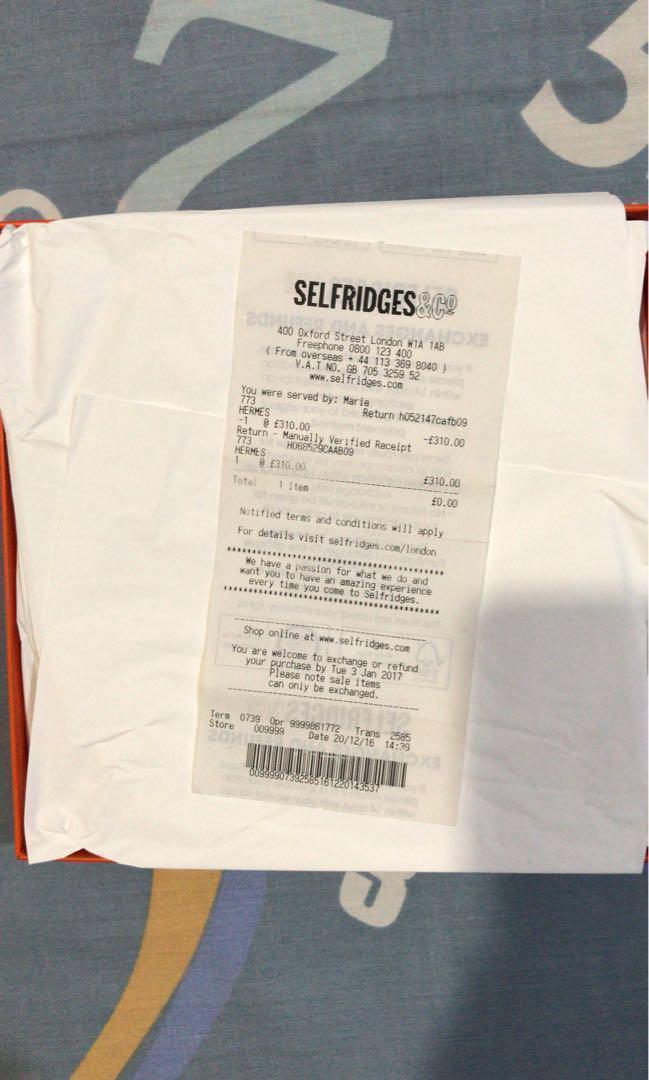 SELFRIDGES&CO
400 Oxford Street London W1A 1AB
Freephone 0800 123 400
( From overseas + 44 113 369 8040 )
V.A.T NO. GB 705 3259 52
www.selfridges.com
You were served by: Marie
773 Return h052147cafb09
HERMES
-1 @ £310.00 -£310.00
Return - Manually Verified Receipt
773 H068529CAAB09
HERMES
1 @ £310.00 £310.00
Total 1 Item £0.00
Notified terms and conditions will apply
For details visit selfridges.com/london
We have a passion for what we do and
want you to have an amazing experience
every time you come to Selfridges.
Shop online at www.selfridges.com
You are welcome to exchange or refund
your purchase by Tue 3 Jan 2017
Please note sale items
can only be exchanged.
Term 0739 Opr 9999861772 Trans 2585
Store 009999 Date 20/12/16 14:39
00999907392585161220143537
7